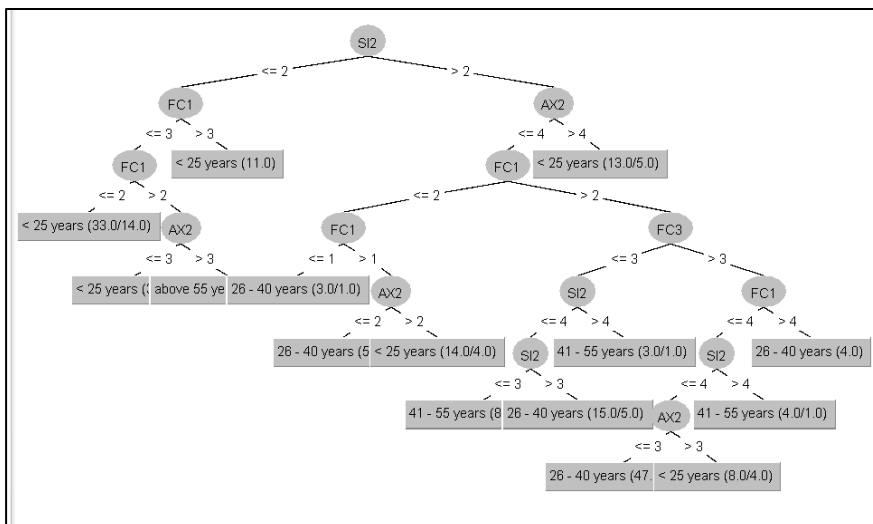 SI2
<= 2 > 2
FC1 AX2
<= 3 > 3 <= 4 > 4
FC1 < 25 years (11.0) FC1 < 25 years (13.0/5.0)
<= 2 > 2 <= 2 > 2
< 25 years (33.0/14.0) AX2 FC1 FC3
<= 3 > 3 <= 1 > 1 <= 3 > 3
< 25 years ( above 55 26 - 40 years (3.0/1.0) AX2 SI2 FC1
<= 2 > 2 <= 4 > 4 <= 4 > 4
26 - 40 years (5 < 25 years (14.0/4.0) SI2 41 - 55 years (3.0/1.0) SI2 26 - 40 years (4.0)
<= 3 > 3 <= 4 > 4
41 - 55 years (8 26 - 40 years (15.0/5.0) AX2 41 - 55 years (4.0/1.0)
<= 3 > 3
26 - 40 years (47. < 25 years (8.0/4.0)